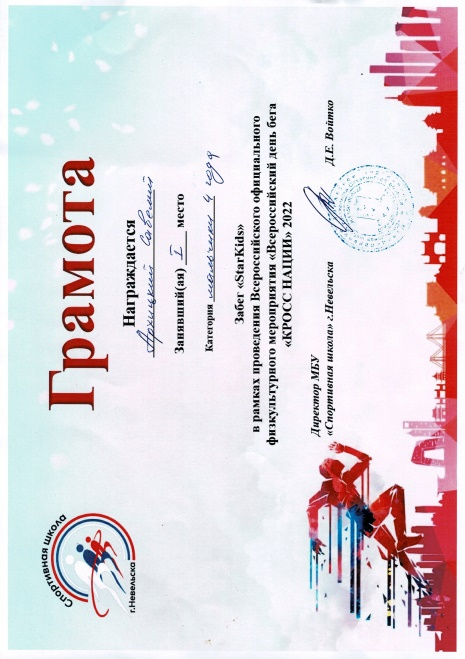 Спортивная школа
г.Невельска
Грамота
Награждается
Савелий
Занявший(ая) I место
Категория мальчики 4 года
Забег «StarKids»
в рамках проведения Всероссийского официального
физкультурного мероприятия «Всероссийский день бега
«КРОСС НАЦИИ» 2022
Директор МБУ
«Спортивная школа» г.Невельска Д.Е. Войтко